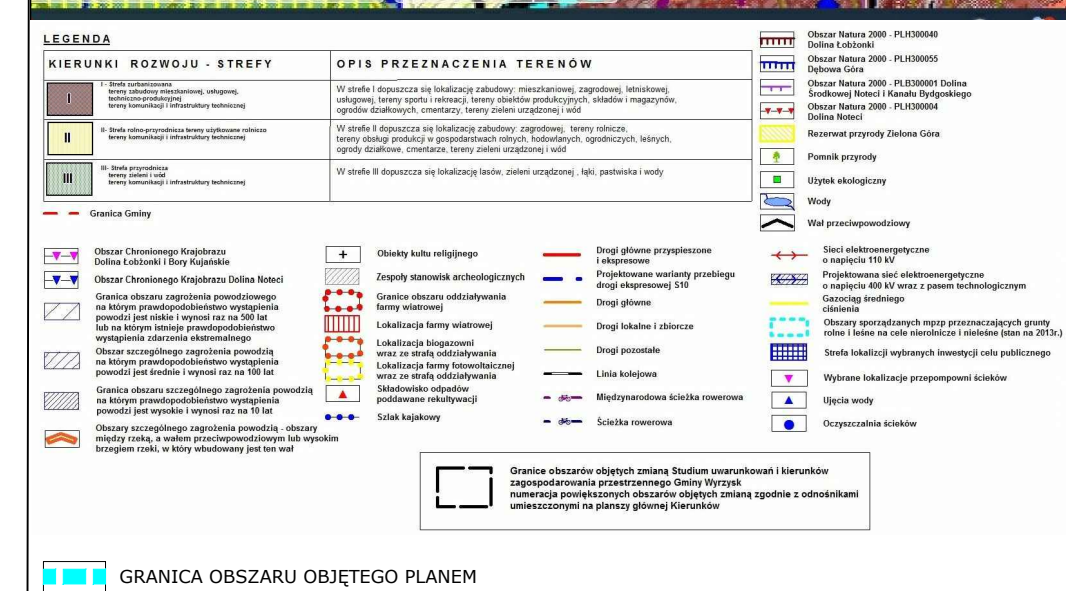 LEGENDA
KIERUNKI ROZWOJU - STREFY
OPIS PRZEZNACZENIA TERENÓW
I
I - Strefa zurbanizowana
tereny zabudowy mieszkaniowej, usługowej,
techniczno-produkcyjnej
tereny komunikacji i infrastruktury technicznej
W strefie I dopuszcza się lokalizację zabudowy: mieszkaniowej, zagrodowej, letniskowej,
usługowej, tereny sportu i rekreacji, tereny obiektów produkcyjnych, składów i magazynów,
ogrodów działkowych, cmentarzy, tereny zieleni urządzonej i wód
II
II- Strefa rolno-przyrodnicza tereny użytkowane rolniczo
tereny komunikacji i infrastruktury technicznej
W strefie II dopuszcza się lokalizację zabudowy: zagrodowej, tereny rolnicze,
tereny obsługi produkcji w gospodarstwach rolnych, hodowlanych, ogrodniczych, leśnych,
ogrody działkowe, cmentarze, tereny zieleni urządzonej i wód
III
III- Strefa przyrodnicza
tereny zieleni i wód
tereny komunikacji i infrastruktury technicznej
W strefie III dopuszcza się lokalizację lasów, zieleni urządzonej , łąki, pastwiska i wody
Granica Gminy
Obszar Natura 2000 - PLH300040
Dolina Łobżonki
Obszar Natura 2000 - PLH300055
Dębowa Góra
Obszar Natura 2000 - PLB300001 Dolina
Środkowej Noteci i Kanału Bydgoskiego
Obszar Natura 2000 - PLH300004
Dolina Noteci
Rezerwat przyrody Zielona Góra
Pomnik przyrody
Użytek ekologiczny
Wody
Wał przeciwpowodziowy
Obszar Chronionego Krajobrazu
Dolina Łobżonki i Bory Kujańskie
Obszar Chronionego Krajobrazu Dolina Noteci
Granica obszaru zagrożenia powodziowego
na którym prawdopodobieństwo wystąpienia
powodzi jest niskie i wynosi raz na 500 lat
lub na którym istnieje prawdopodobieństwo
wystąpienia zdarzenia ekstremalnego
Obszar szczególnego zagrożenia powodzią
na którym prawdopodobieństwo wystąpienia
powodzi jest średnie i wynosi raz na 100 lat
Granica obszaru szczególnego zagrożenia powodzią
na którym prawdopodobieństwo wystąpienia
powodzi jest wysokie i wynosi raz na 10 lat
Obszary szczególnego zagrożenia powodzią - obszary
między rzeką, a wałem przeciwpowodziowym lub wysokim
brzegiem rzeki, w który wbudowany jest ten wał
Obiekty kultu religijnego
Zespoły stanowisk archeologicznych
Granice obszaru oddziaływania
farmy wiatrowej
Lokalizacja farmy wiatrowej
Lokalizacja biogazowni
wraz ze strafą oddziaływania
Lokalizacja farmy fotowoltaicznej
wraz ze strafą oddziaływania
Składowisko odpadów
poddawane rekultywacji
Szlak kajakowy
Drogi główne przyspieszone
i ekspresowe
Projektowane warianty przebiegu
drogi ekspresowej S10
Drogi główne
Drogi lokalne i zbiorcze
Drogi pozostałe
Linia kolejowa
Międzynarodowa ścieżka rowerowa
Ścieżka rowerowa
Sieci elektroenergetyczne
o napięciu 110 kV
Projektowana sieć elektroenergetyczne
o napięciu 400 kV wraz z pasem technologicznym
Gazociąg średniego
ciśnienia
Obszary sporządzanych mpzp przeznaczających grunty
rolne i leśne na cele nierolnicze i nieleśne (stan na 2013r.)
Strefa lokalizcji wybranych inwestycji celu publicznego
Wybrane lokalizacje przepompowni ścieków
Ujęcia wody
Oczyszczalnia ścieków
Granice obszarów objętych zmianą Studium uwarunkowań i kierunków
zagospodarowania przestrzennego Gminy Wyrzysk
numeracja powiększonych obszarów objętych zmianą zgodnie z odnośnikami
umieszczonymi na planszy głównej Kierunków
GRANICA OBSZARU OBJĘTEGO PLANEM